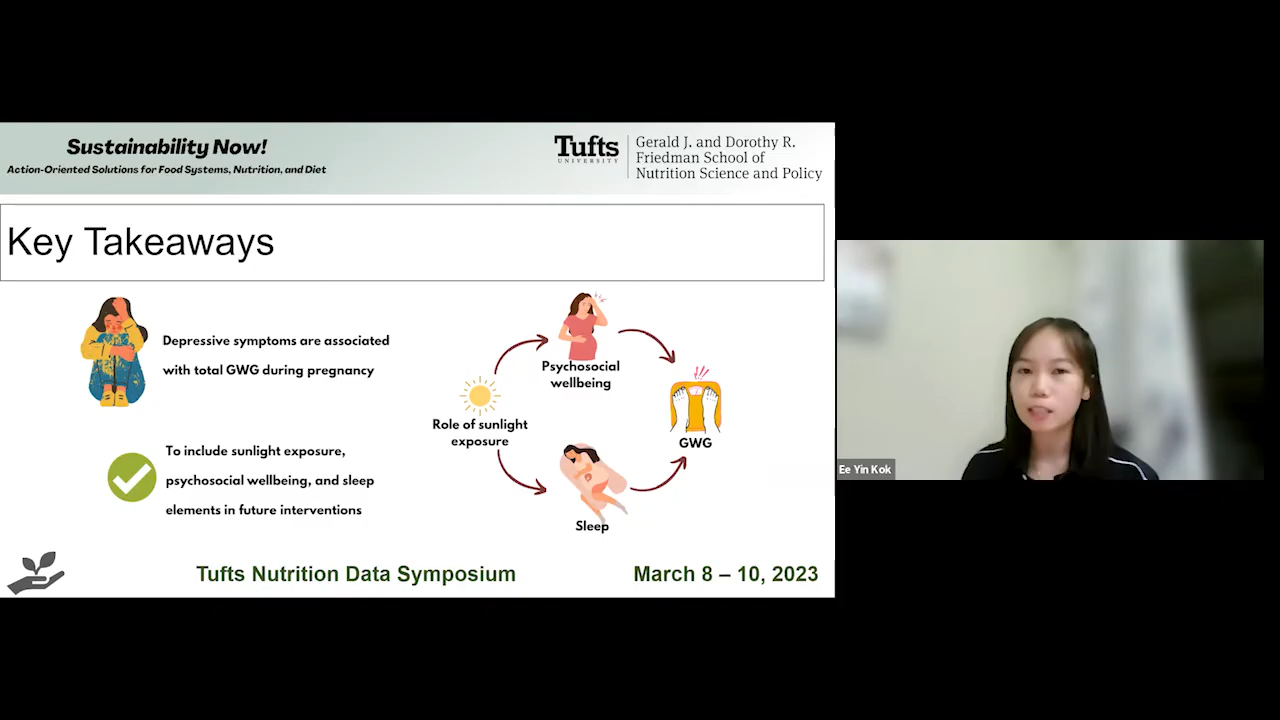 Sustainability Now!
Action-Oriented Solutions for Food Systems, Nutrition, and Diet
Tufts
UNIVERSITY
Gerald J. and Dorothy R.
Friedman School of
Nutrition Science and Policy
Key Takeaways
Depressive symptoms are associated
with total GWG during pregnancy
To include sunlight exposure,
psychosocial wellbeing, and sleep
elements in future interventions
Role of sunlight
exposure
Psychosocial
wellbeing
Sleep
GWG
Tufts Nutrition Data Symposium
March 8 – 10, 2023
Ee Yin Kok